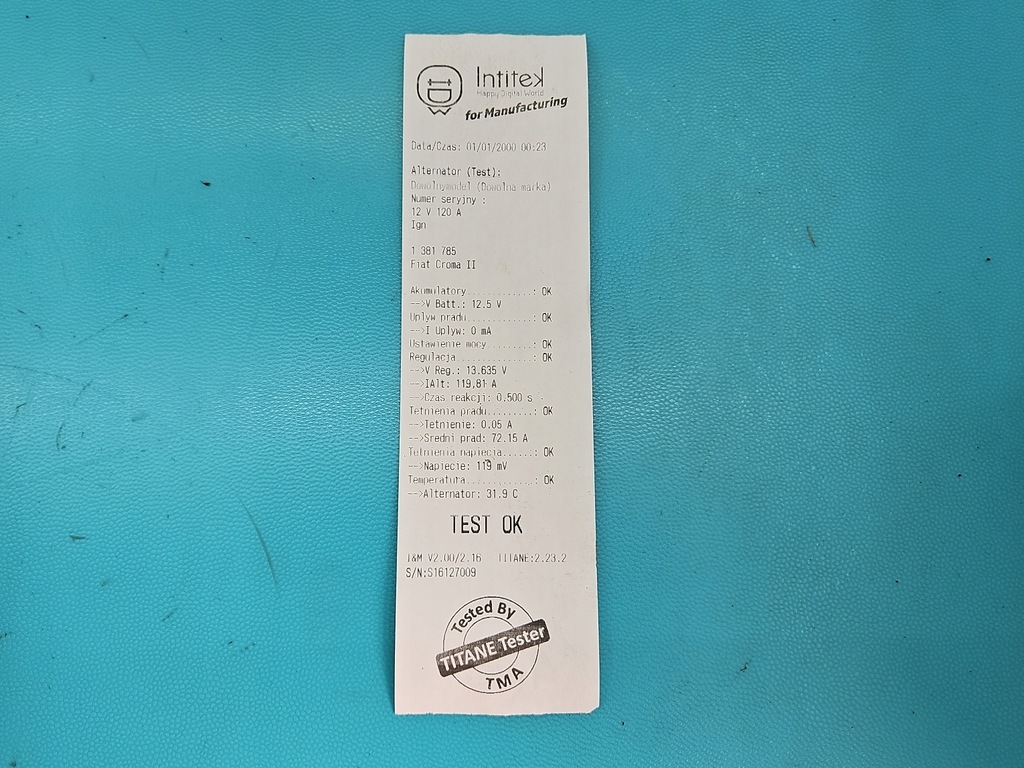 Intitek
Happy Digital World
for Manufacturing
Data/Czas: 01/01/2000 00:23
Alternator (Test):
Dowolnymodel (Dowolna marka)
Numer seryjny :
12 V 120 A
Ign
1 381 785
Fiat Croma II
Akumulatory............: OK
-->V Batt.: 12.5 V
Uplyw pradu............: OK
-->I Uplyw: 0 mA
Ustawienie mocy........: OK
Regulacja..............: OK
-->V Reg.: 13.635 V
-->IAlt: 119,81 A
-->Czas reakcji: 0,500 s
Tetnienia pradu........: OK
-->Tetnienie: 0.05 A
-->Sredni prad: 72.15 A
Tetnienia napiecia.....: OK
-->Napiecie: 119 mV
Temperatura............: OK
-->Alternator: 31.9 C
TEST OK
I&M V2.00/2.16 TITANE:2.23.2
S/N:S16127009
Tested By
TITANE Tester
TMA